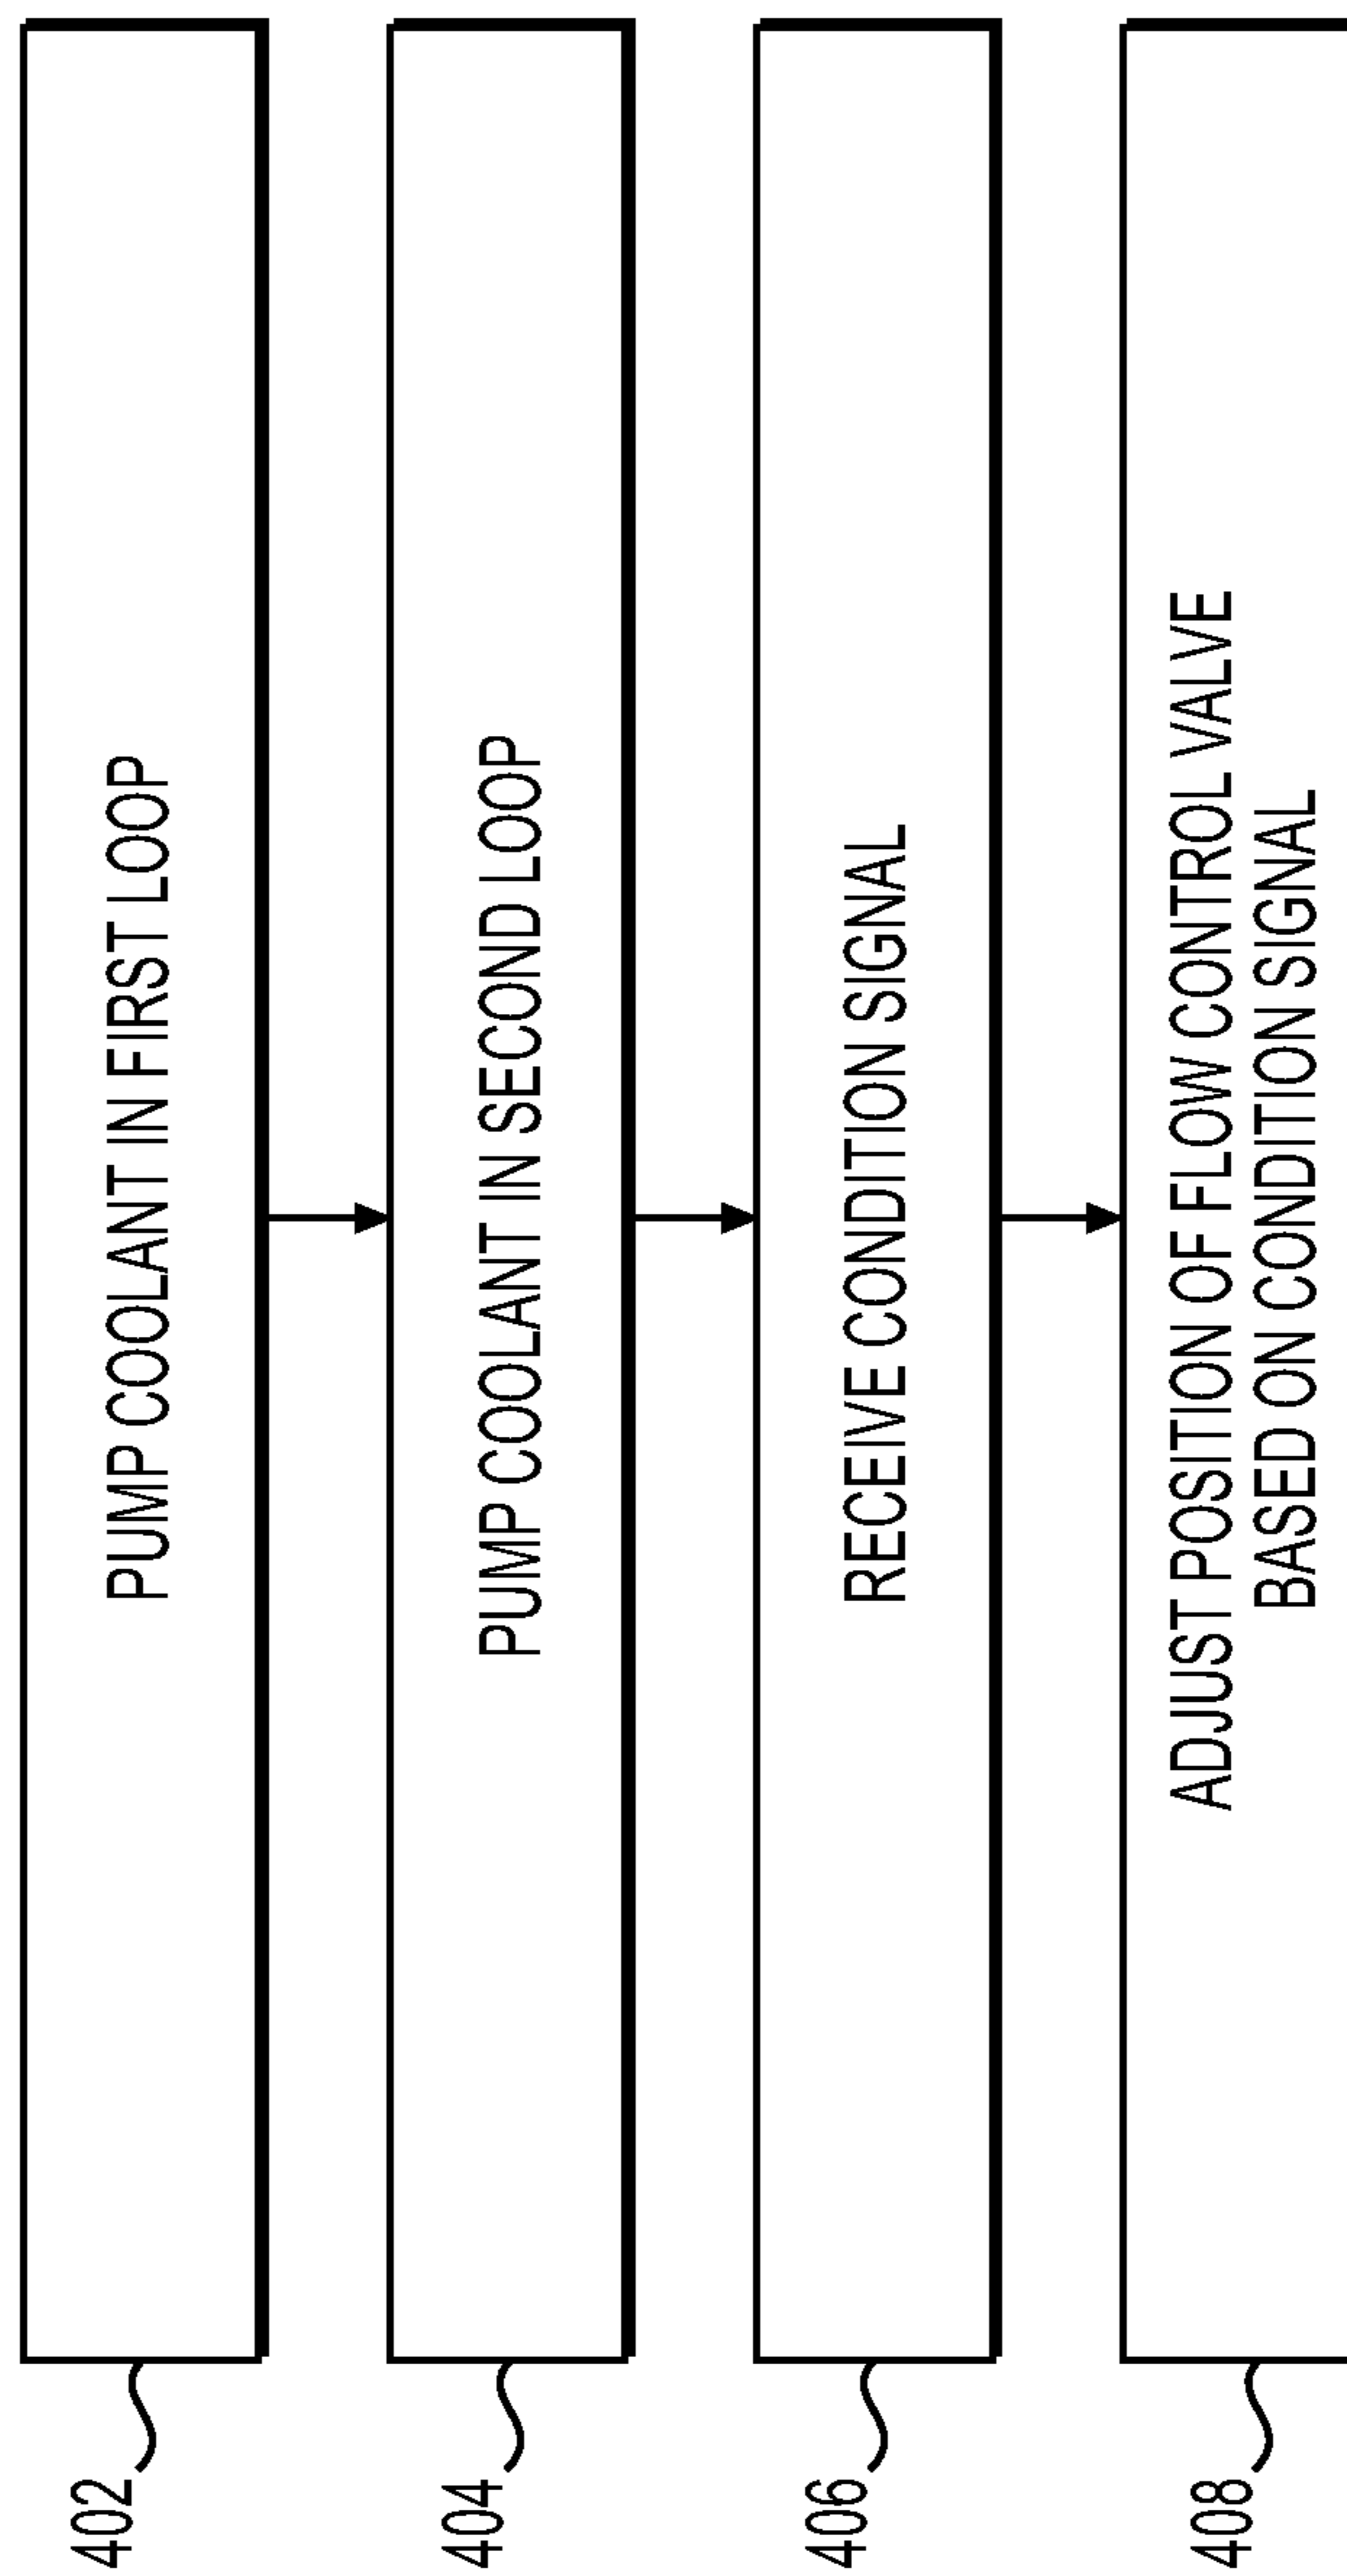 402
PUMP COOLANT IN FIRST LOOP
404
PUMP COOLANT IN SECOND LOOP
406
RECEIVE CONDITION SIGNAL
408
ADJUST POSITION OF FLOW CONTROL VALVE
BASED ON CONDITION SIGNAL